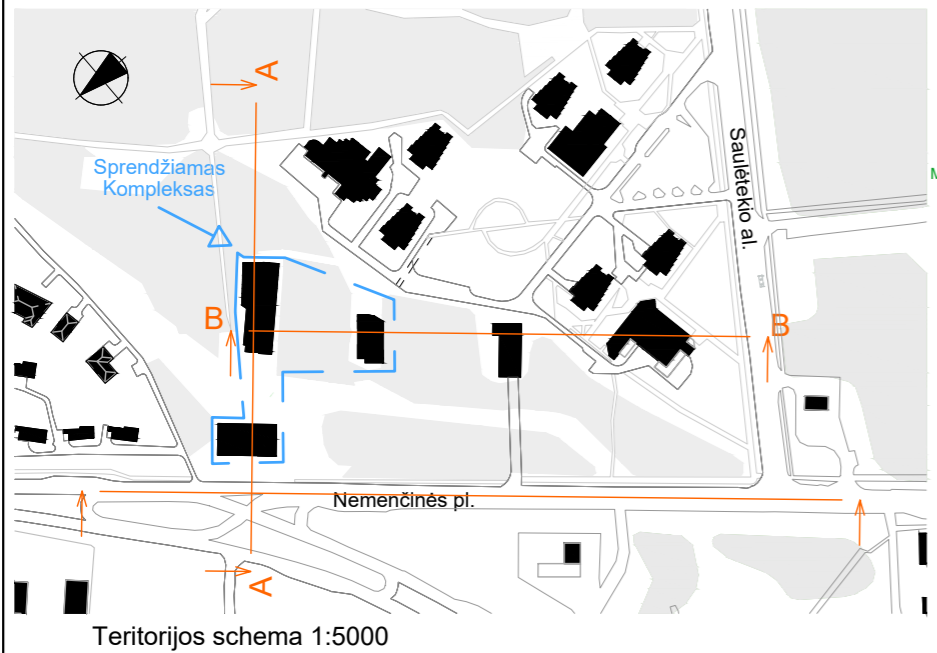 A
Sprendžiamas
Kompleksas
Saulėtekio al.
M
B
B
Nemenčinės pl.
A
Teritorijos schema 1:5000